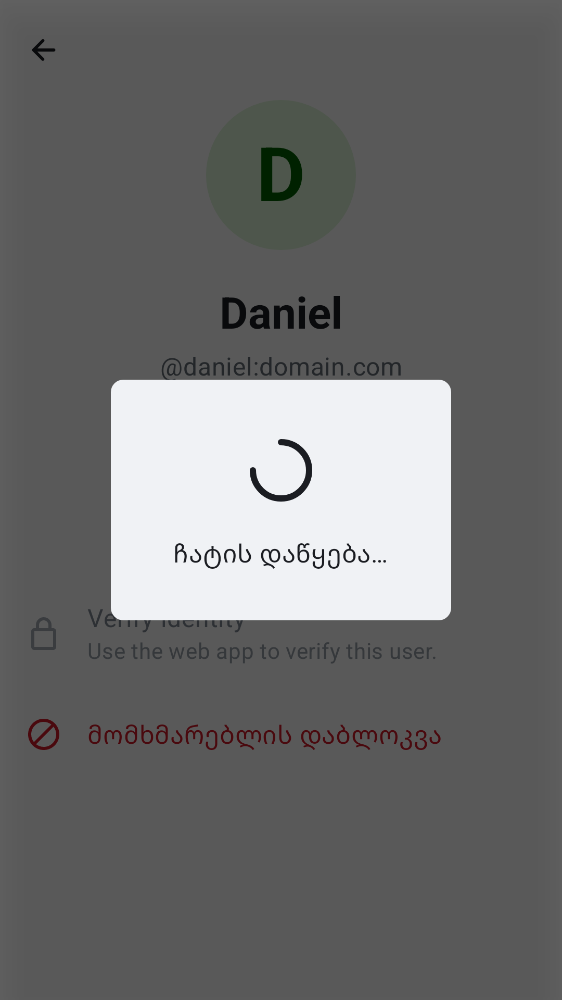 D
Daniel
@daniel:domain.com
ჩატის დაწყება…
Verify identity
Use the web app to verify this user.
მომხმარებლის დაბლოკვა